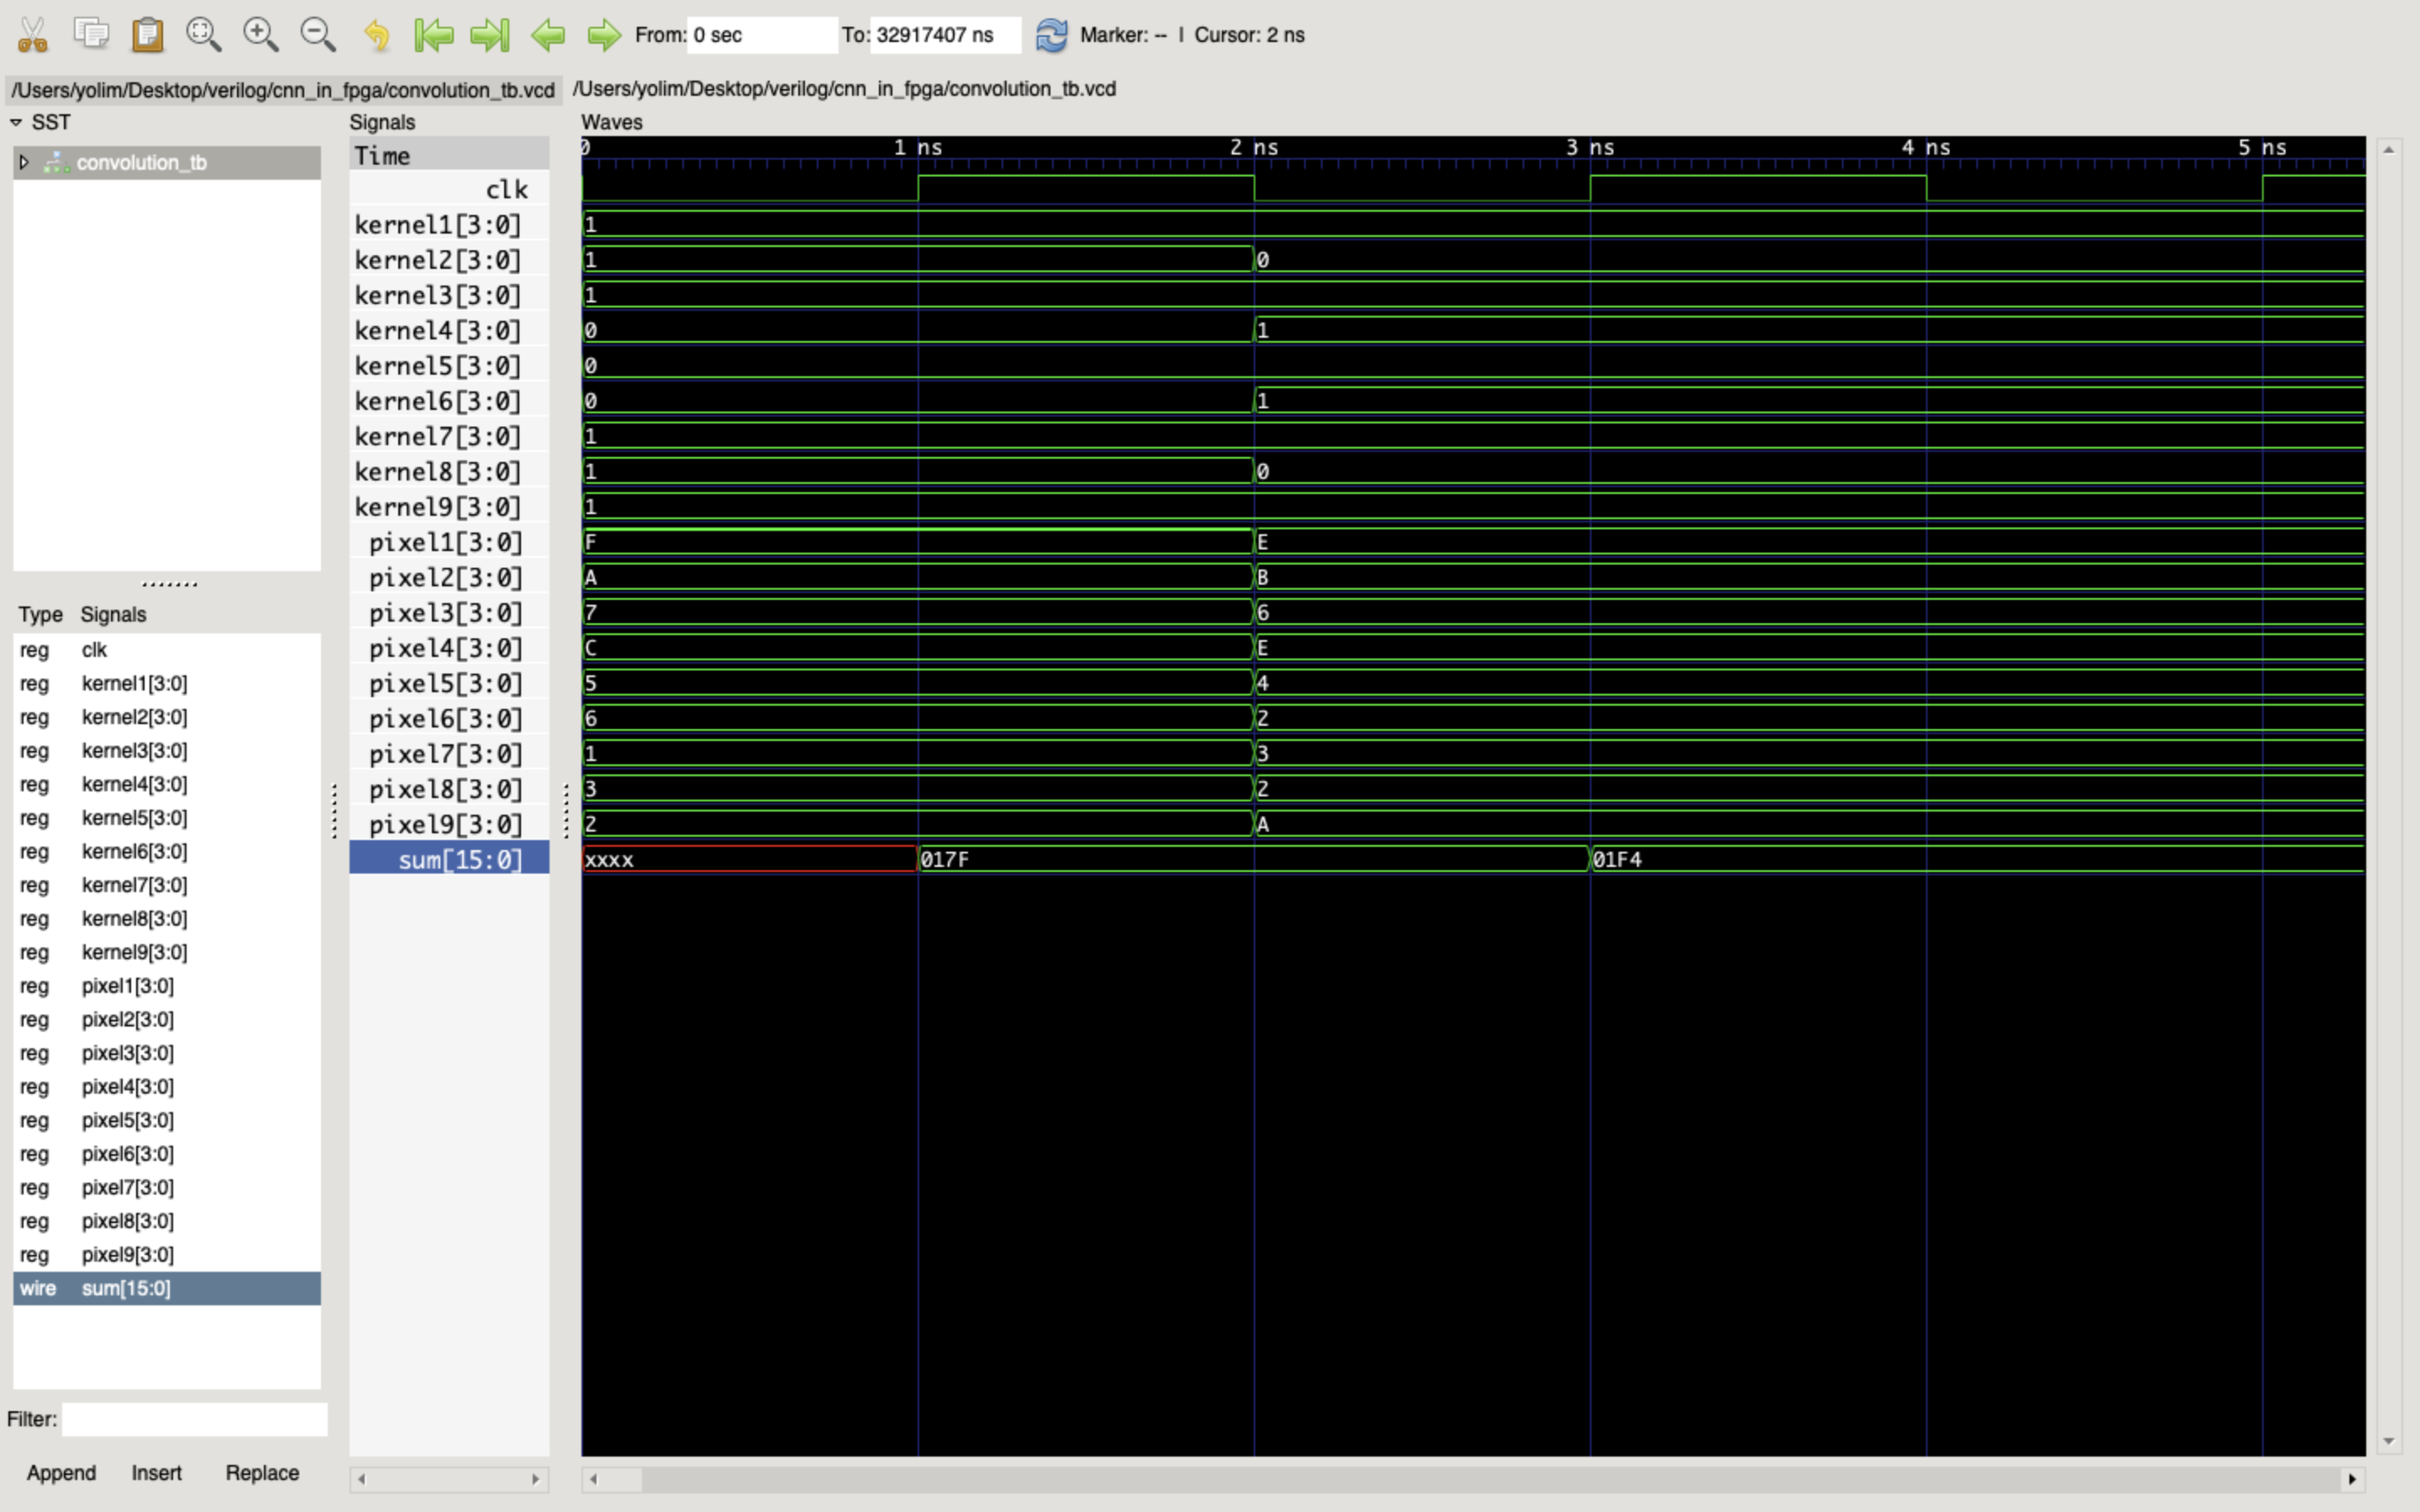 From: 0 sec To: 32917407 ns Marker: -- | Cursor: 2 ns
/Users/yolim/Desktop/verilog/cnn_in_fpga/convolution_tb.vcd /Users/yolim/Desktop/verilog/cnn_in_fpga/convolution_tb.vcd
SST
convolution_tb
Type Signals
reg clk
reg kernel1[3:0]
reg kernel2[3:0]
reg kernel3[3:0]
reg kernel4[3:0]
reg kernel5[3:0]
reg kernel6[3:0]
reg kernel7[3:0]
reg kernel8[3:0]
reg kernel9[3:0]
reg pixel1[3:0]
reg pixel2[3:0]
reg pixel3[3:0]
reg pixel4[3:0]
reg pixel5[3:0]
reg pixel6[3:0]
reg pixel7[3:0]
reg pixel8[3:0]
reg pixel9[3:0]
wire sum[15:0]
Filter:
Append Insert Replace
Signals Waves
Time 0 1 ns 2 ns 3 ns 4 ns 5 ns
clk
kernel1[3:0] 1
kernel2[3:0] 1 0
kernel3[3:0] 1
kernel4[3:0] 0 1
kernel5[3:0] 0
kernel6[3:0] 0 1
kernel7[3:0] 1
kernel8[3:0] 1 0
kernel9[3:0] 1
pixel1[3:0] F E
pixel2[3:0] A B
pixel3[3:0] 7 6
pixel4[3:0] C E
pixel5[3:0] 5 4
pixel6[3:0] 6 2
pixel7[3:0] 1 3
pixel8[3:0] 3 2
pixel9[3:0] 2 A
sum[15:0] xxxx 017F 01F4